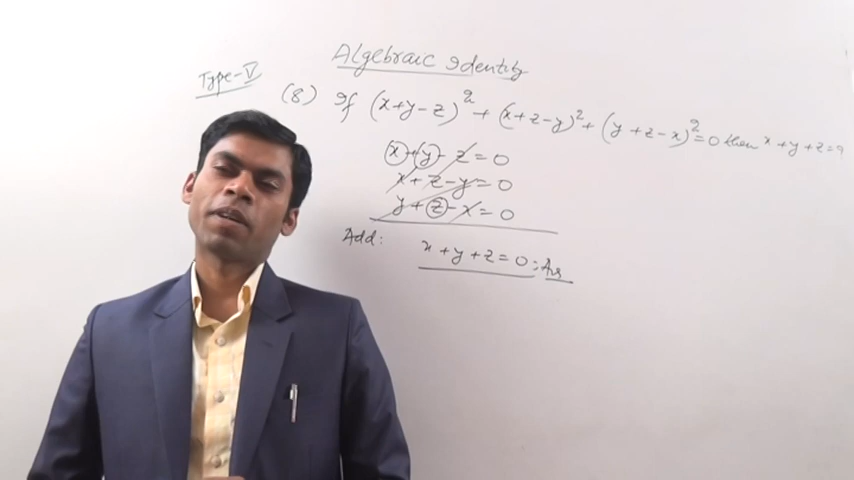 Algebraic Identity
Type-V
(8) If (x+y-z)² + (x+z-y)² + (y+z-x)² = 0 then x+y+z=?
x+y-z=0
x+z-y=0
y+z-x=0
Add:
x+y+z=0:Ans